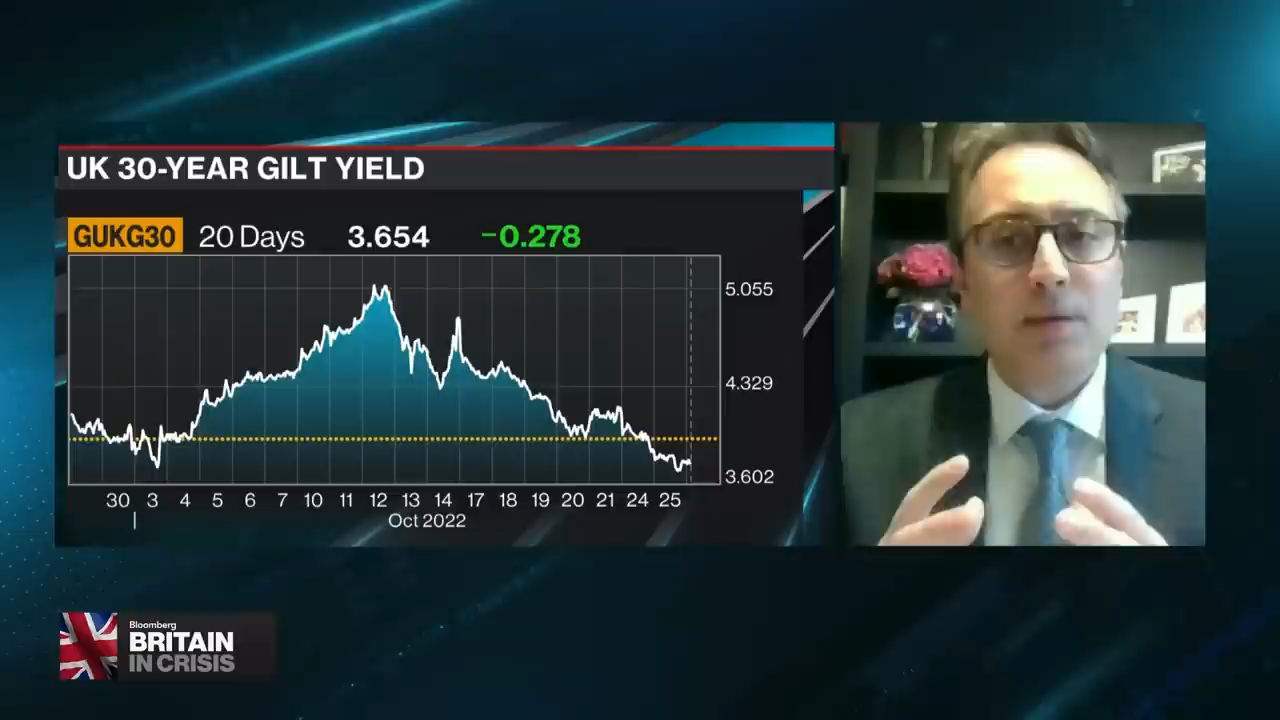 UK 30-YEAR GILT YIELD
GUKG30 20 Days 3.654 -0.278
5.055
4.329
3.602
30 3 4 5 6 7 10 11 12 13 14 17 18 19 20 21 24 25
Oct 2022
Bloomberg
BRITAIN
IN CRISIS